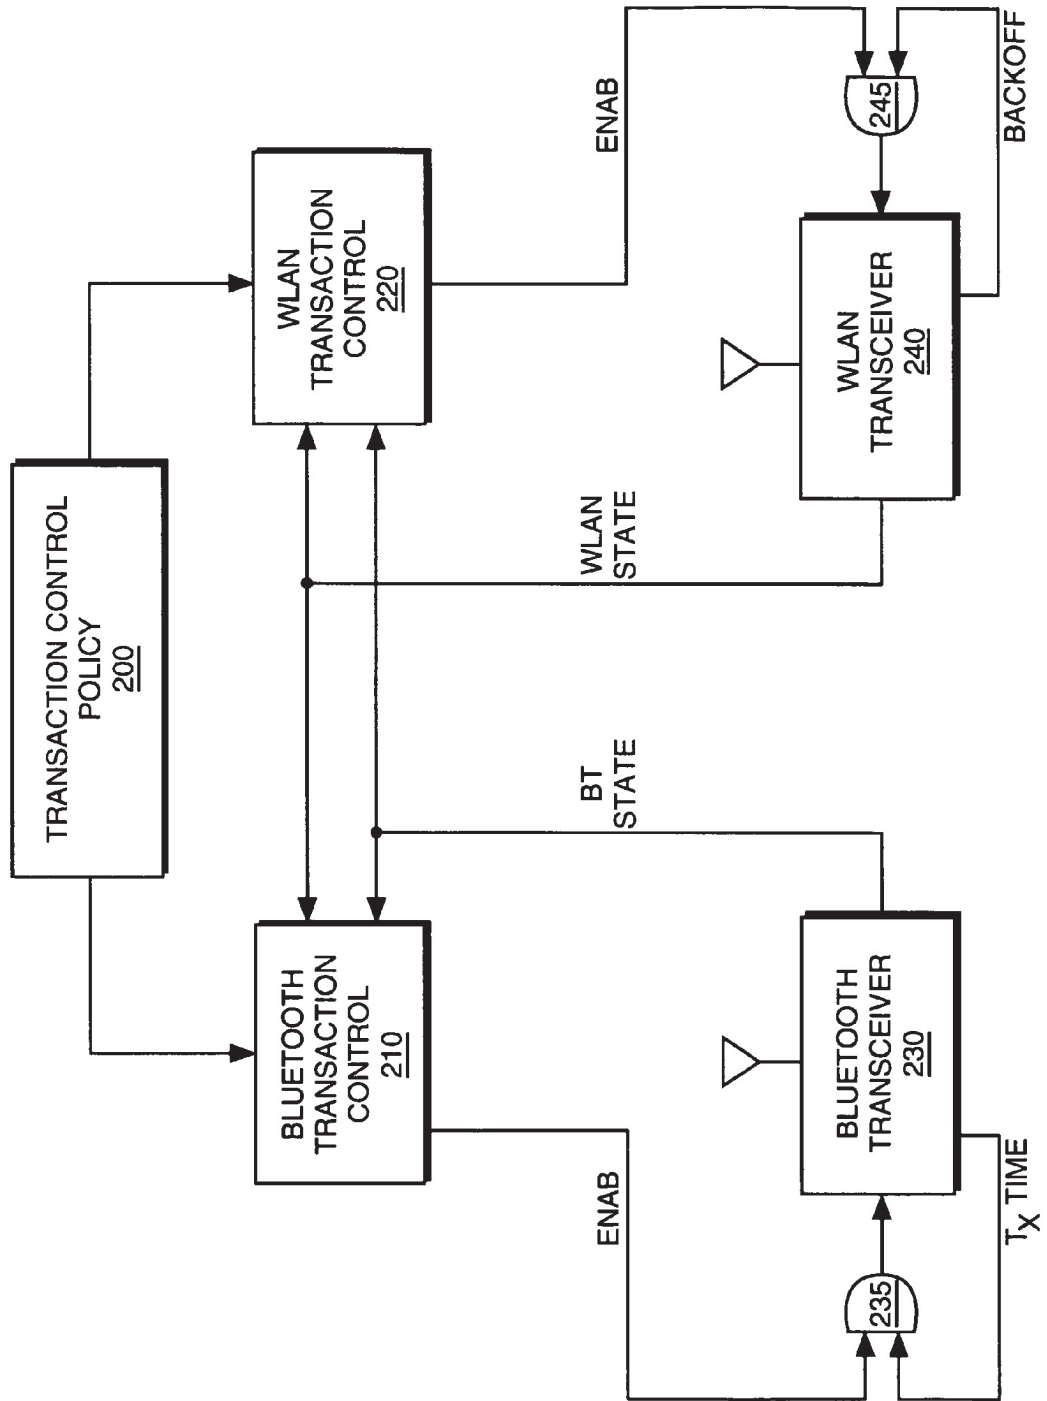 TRANSACTION CONTROL
POLICY
200
BLUETOOTH
TRANSACTION
CONTROL
210
WLAN
TRANSACTION
CONTROL
220
ENAB
BT
STATE
WLAN
STATE
ENAB
235
BLUETOOTH
TRANSCEIVER
230
WLAN
TRANSCEIVER
240
245
TX TIME
BACKOFF